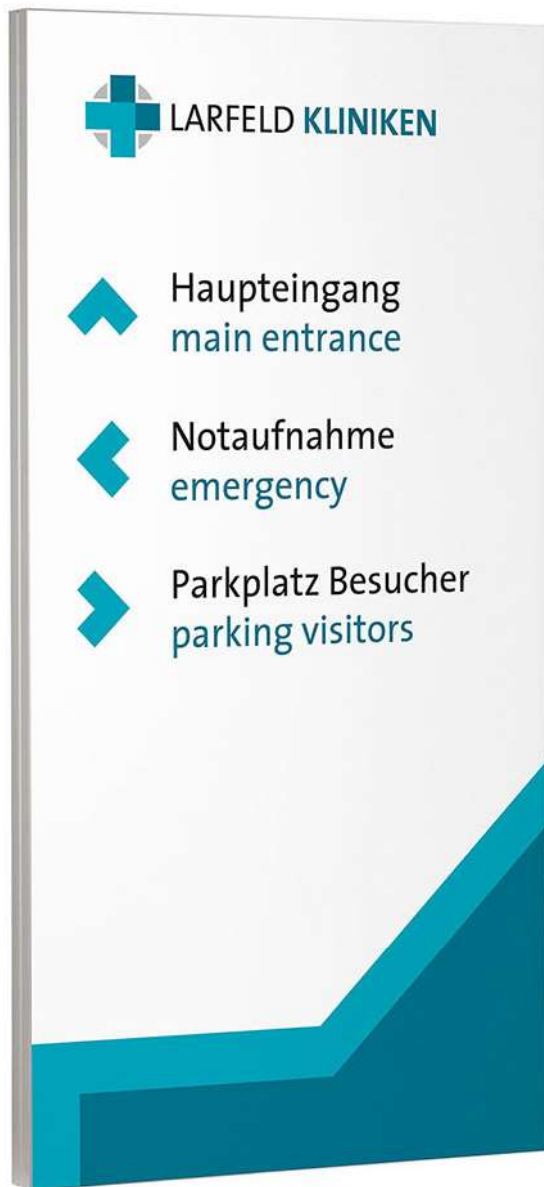 LARFELD KLINIKEN
Haupteingang
main entrance
Notaufnahme
emergency
Parkplatz Besucher
parking visitors